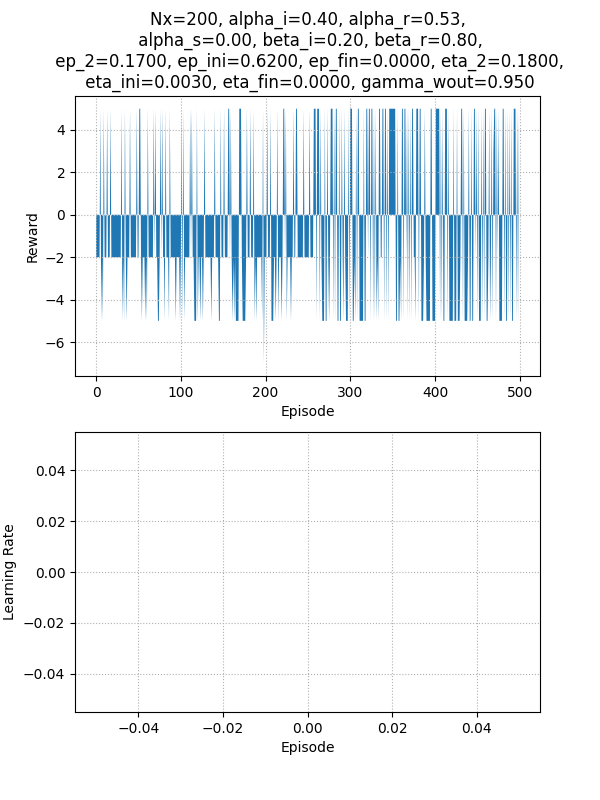 Nx=200, alpha_i=0.40, alpha_r=0.53,
alpha_s=0.00, beta_i=0.20, beta_r=0.80,
ep_2=0.1700, ep_ini=0.6200, ep_fin=0.0000, eta_2=0.1800,
eta_ini=0.0030, eta_fin=0.0000, gamma_wout=0.950
4
2
0
−2
−4
−6
Reward
0 100 200 300 400 500
Episode
0.04
0.02
0.00
−0.02
−0.04
Learning Rate
−0.04 −0.02 0.00 0.02 0.04
Episode